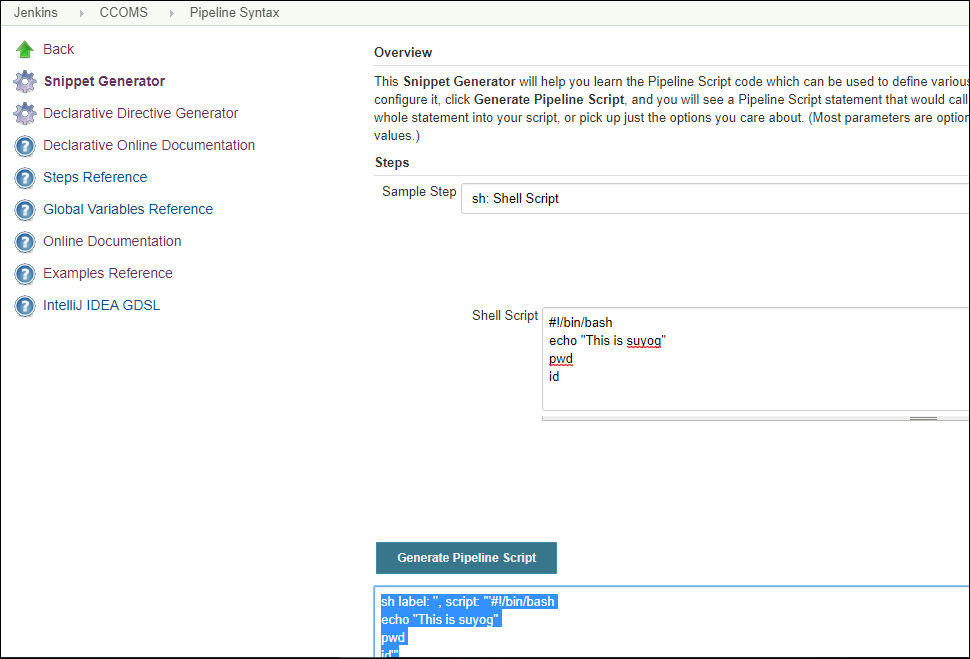 Jenkins CCOMS Pipeline Syntax
Back
Snippet Generator
Declarative Directive Generator
Declarative Online Documentation
Steps Reference
Global Variables Reference
Online Documentation
Examples Reference
IntelliJ IDEA GDSL
Overview
This Snippet Generator will help you learn the Pipeline Script code which can be used to define various
configure it, click Generate Pipeline Script, and you will see a Pipeline Script statement that would call
whole statement into your script, or pick up just the options you care about. (Most parameters are option
values.)
Steps
Sample Step sh: Shell Script
Shell Script #!/bin/bash
echo "This is suyog"
pwd
id
Generate Pipeline Script
sh label: '', script: '''#!/bin/bash
echo "This is suyog"
pwd
id'''